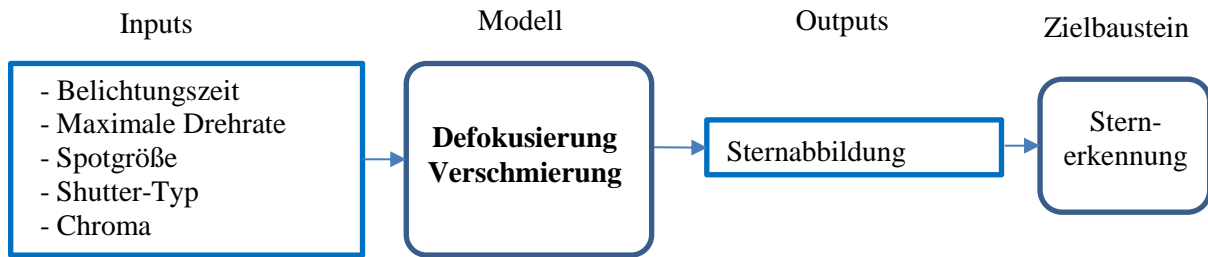 Inputs
Modell
Outputs
Zielbaustein
- Belichtungszeit
- Maximale Drehrate
- Spotgröße
- Shutter-Typ
- Chroma
Defokusierung
Verschmierung
Sternabbildung
Stern-
erkennung